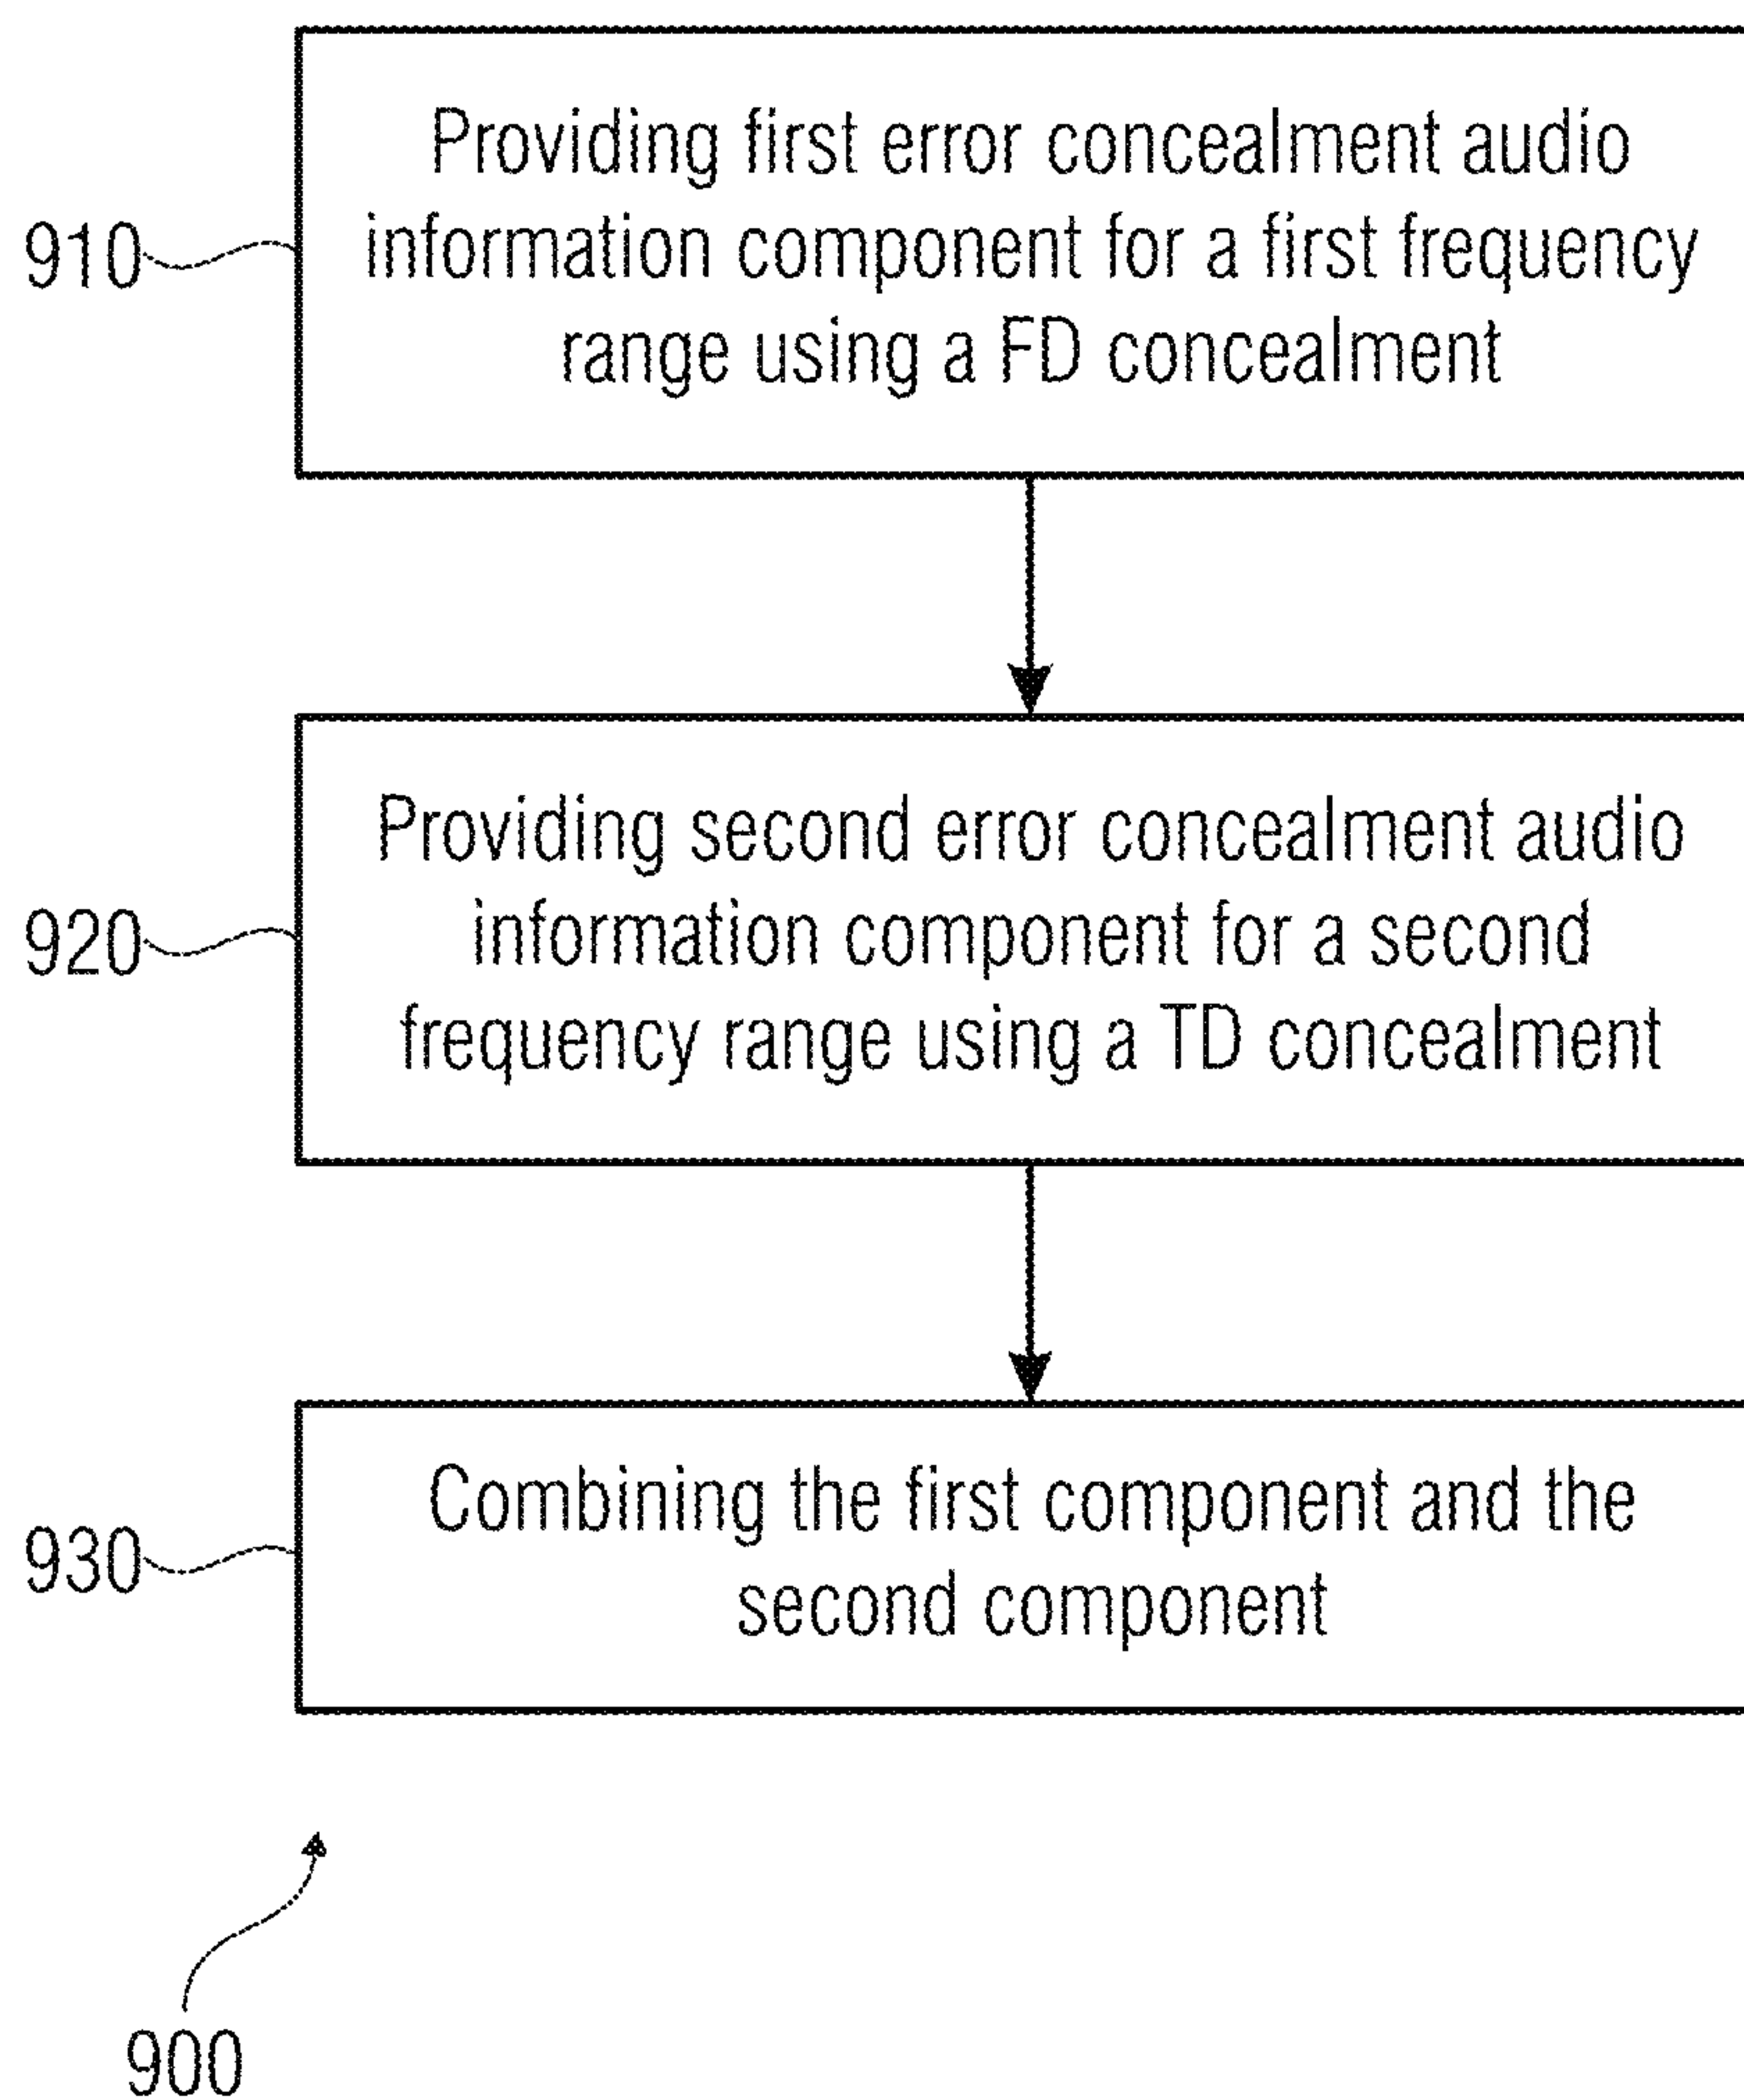 Providing first error concealment audio
910
information component for a first frequency
range using a FD concealment
Providing second error concealment audio
920
information component for a second
frequency range using a TD concealment
Combining the first component and the
930
second component
900